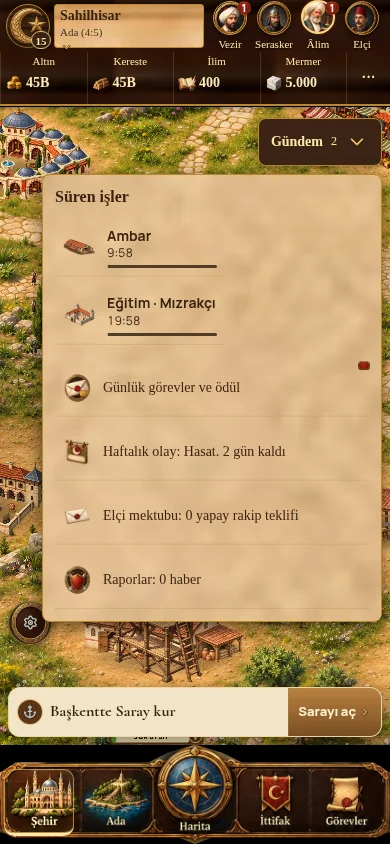 Sahilhisar
Ada (4:5)
15
1
1
Vezir
Serasker
Âlim
Elçi
Altın
Kereste
İlim
Mermer
45B
45B
400
5.000
...
Gündem 2
Süren işler
Ambar
9:58
Eğitim · Mızrakçı
19:58
Günlük görevler ve ödül
Haftalık olay: Hasat. 2 gün kaldı
Elçi mektubu: 0 yapay rakip teklifi
Raporlar: 0 haber
Başkentte Saray kur
Sarayı aç
Şehir
Ada
Harita
İttifak
Görevler